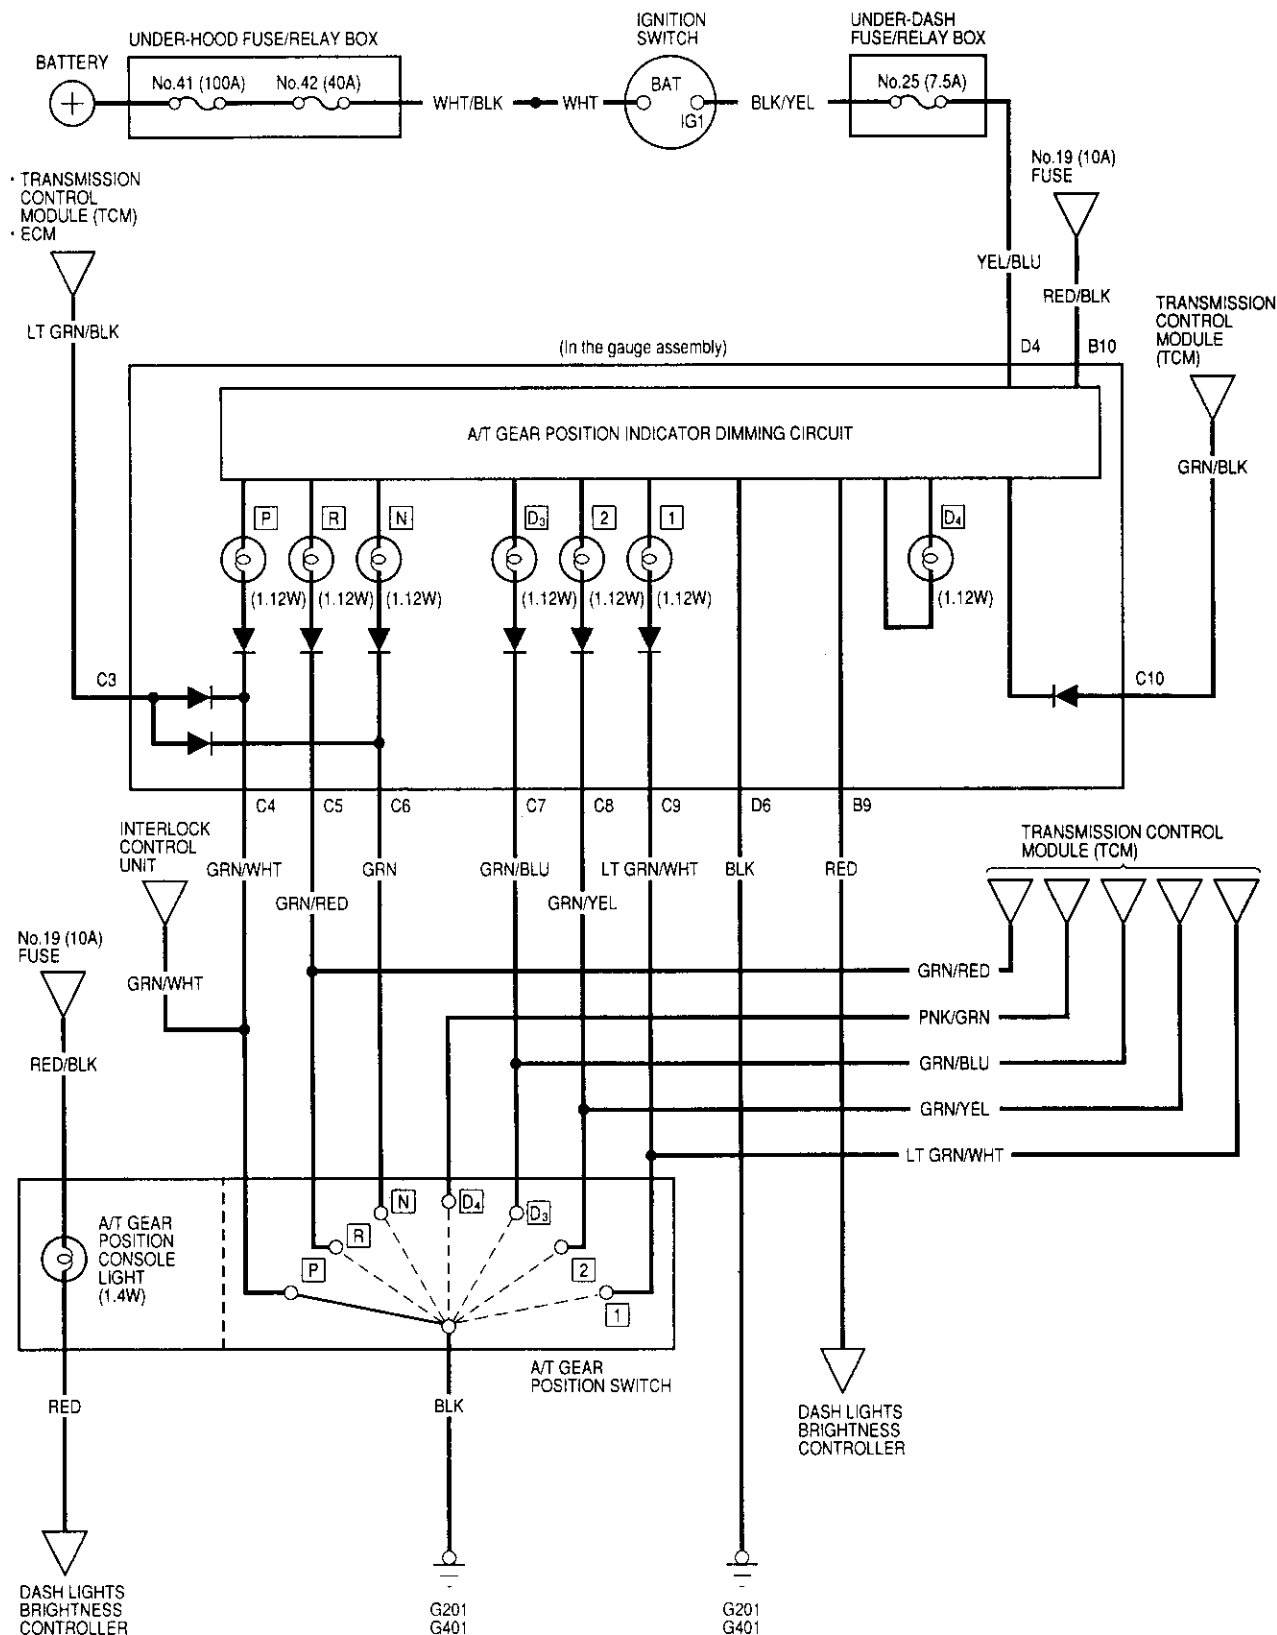 UNDER-HOOD FUSE/RELAY BOX
IGNITION
SWITCH
UNDER-DASH
FUSE/RELAY BOX
BATTERY
No.41 (100A)
No.42 (40A)
BAT
No.25 (7.5A)
+
WHT/BLK
WHT
BLK/YEL
IG1
· TRANSMISSION
CONTROL
MODULE (TCM)
· ECM
No.19 (10A)
FUSE
YEL/BLU
RED/BLK
LT GRN/BLK
TRANSMISSION
CONTROL
MODULE
(TCM)
(In the gauge assembly)
D4
B10
A/T GEAR POSITION INDICATOR DIMMING CIRCUIT
GRN/BLK
P
R
N
D3
2
1
D4
(1.12W)
(1.12W)
(1.12W)
(1.12W)
(1.12W)
(1.12W)
(1.12W)
C3
C10
C4
C5
C6
C7
C8
C9
D6
B9
INTERLOCK
CONTROL
UNIT
TRANSMISSION CONTROL
MODULE (TCM)
GRN/WHT
GRN
GRN/BLU
LT GRN/WHT
BLK
RED
GRN/RED
GRN/YEL
No.19 (10A)
FUSE
GRN/WHT
GRN/RED
PNK/GRN
RED/BLK
GRN/BLU
GRN/YEL
LT GRN/WHT
A/T GEAR
POSITION
CONSOLE
LIGHT
(1.4W)
N
D4
D3
R
P
2
1
A/T GEAR
POSITION SWITCH
RED
BLK
DASH LIGHTS
BRIGHTNESS
CONTROLLER
DASH LIGHTS
BRIGHTNESS
CONTROLLER
G201
G401
G201
G401